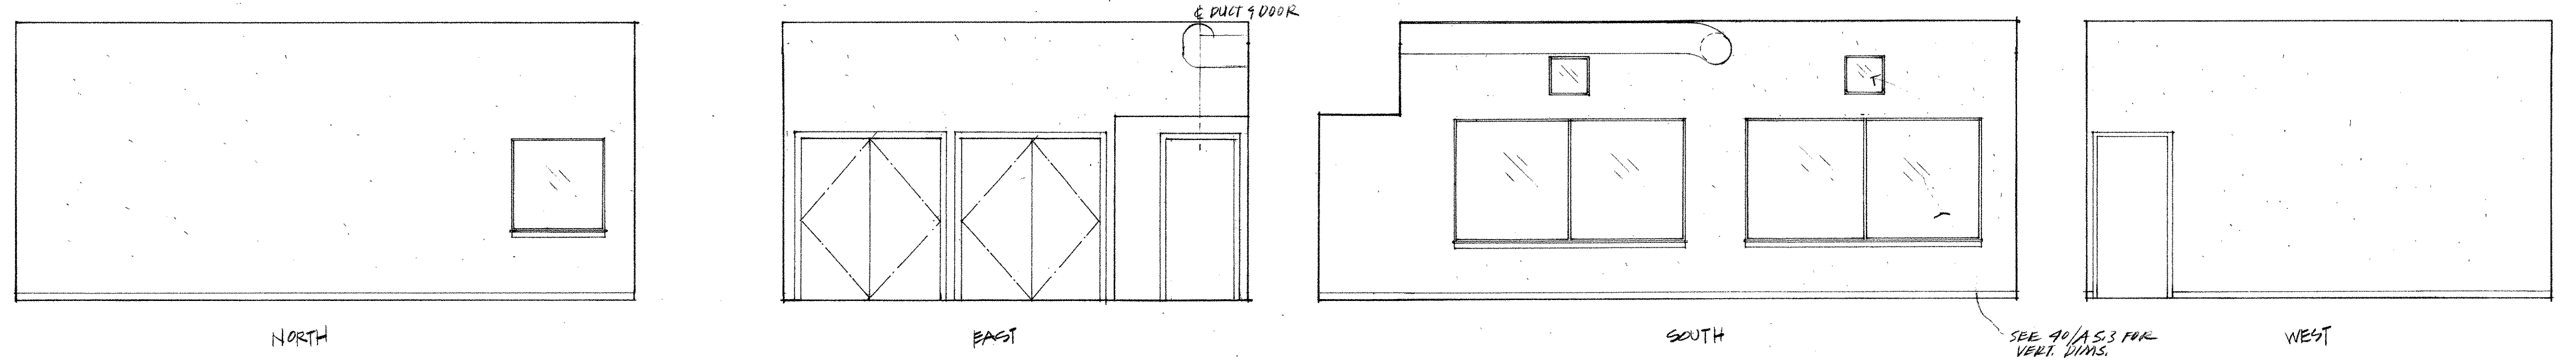 ℄ DUCT & DOOR
NORTH
EAST
SOUTH
SEE 40/A5.3 FOR
VERT. DIMS.
WEST